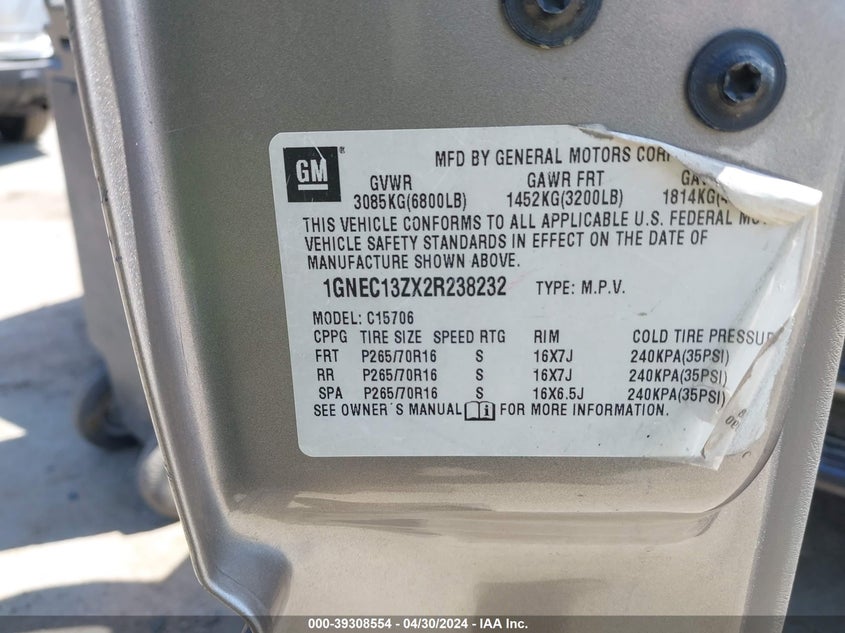 GM ® MFD BY GENERAL MOTORS CORP
GVWR GAWR FRT
3085KG(6800LB) 1452KG(3200LB) 1814KG(4
THIS VEHICLE CONFORMS TO ALL APPLICABLE U.S. FEDERAL
VEHICLE SAFETY STANDARDS IN EFFECT ON THE DATE OF
MANUFACTURE SHOWN ABOVE.
1GNEC13ZX2R238232 TYPE: M.P.V.
MODEL: C15706
CPPG TIRE SIZE SPEED RTG RIM COLD TIRE PRESSU
FRT P265/70R16 S 16X7J 240KPA(35PSI)
RR P265/70R16 S 16X7J 240KPA(35PSI)
SPA P265/70R16 S 16X6.5J 240KPA(35PSI)
SEE OWNER'S MANUAL i FOR MORE INFORMATION.
000-39308554 / 04/30/2024 - IAA Inc.